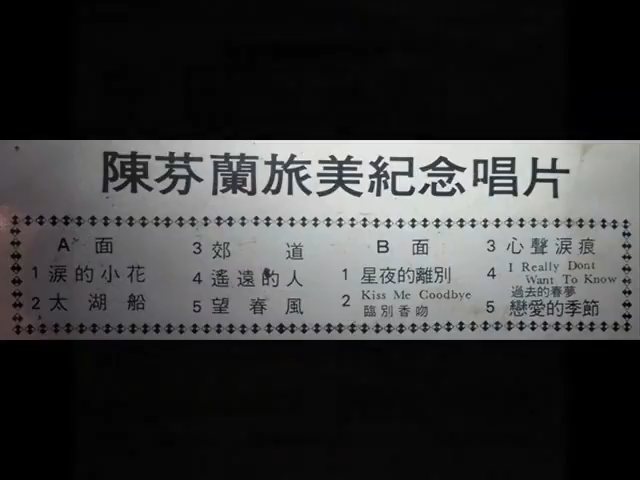 陳芬蘭旅美紀念唱片
A 面
1 淚的小花
2 太湖船
3 郊道
4 遙遠的人
5 望春風
B 面
1 星夜的離別
2 Kiss Me Goodbye
臨別香吻
3 心聲淚痕
4 I Really Dont
Want To Know
過去的春夢
5 戀愛的季節